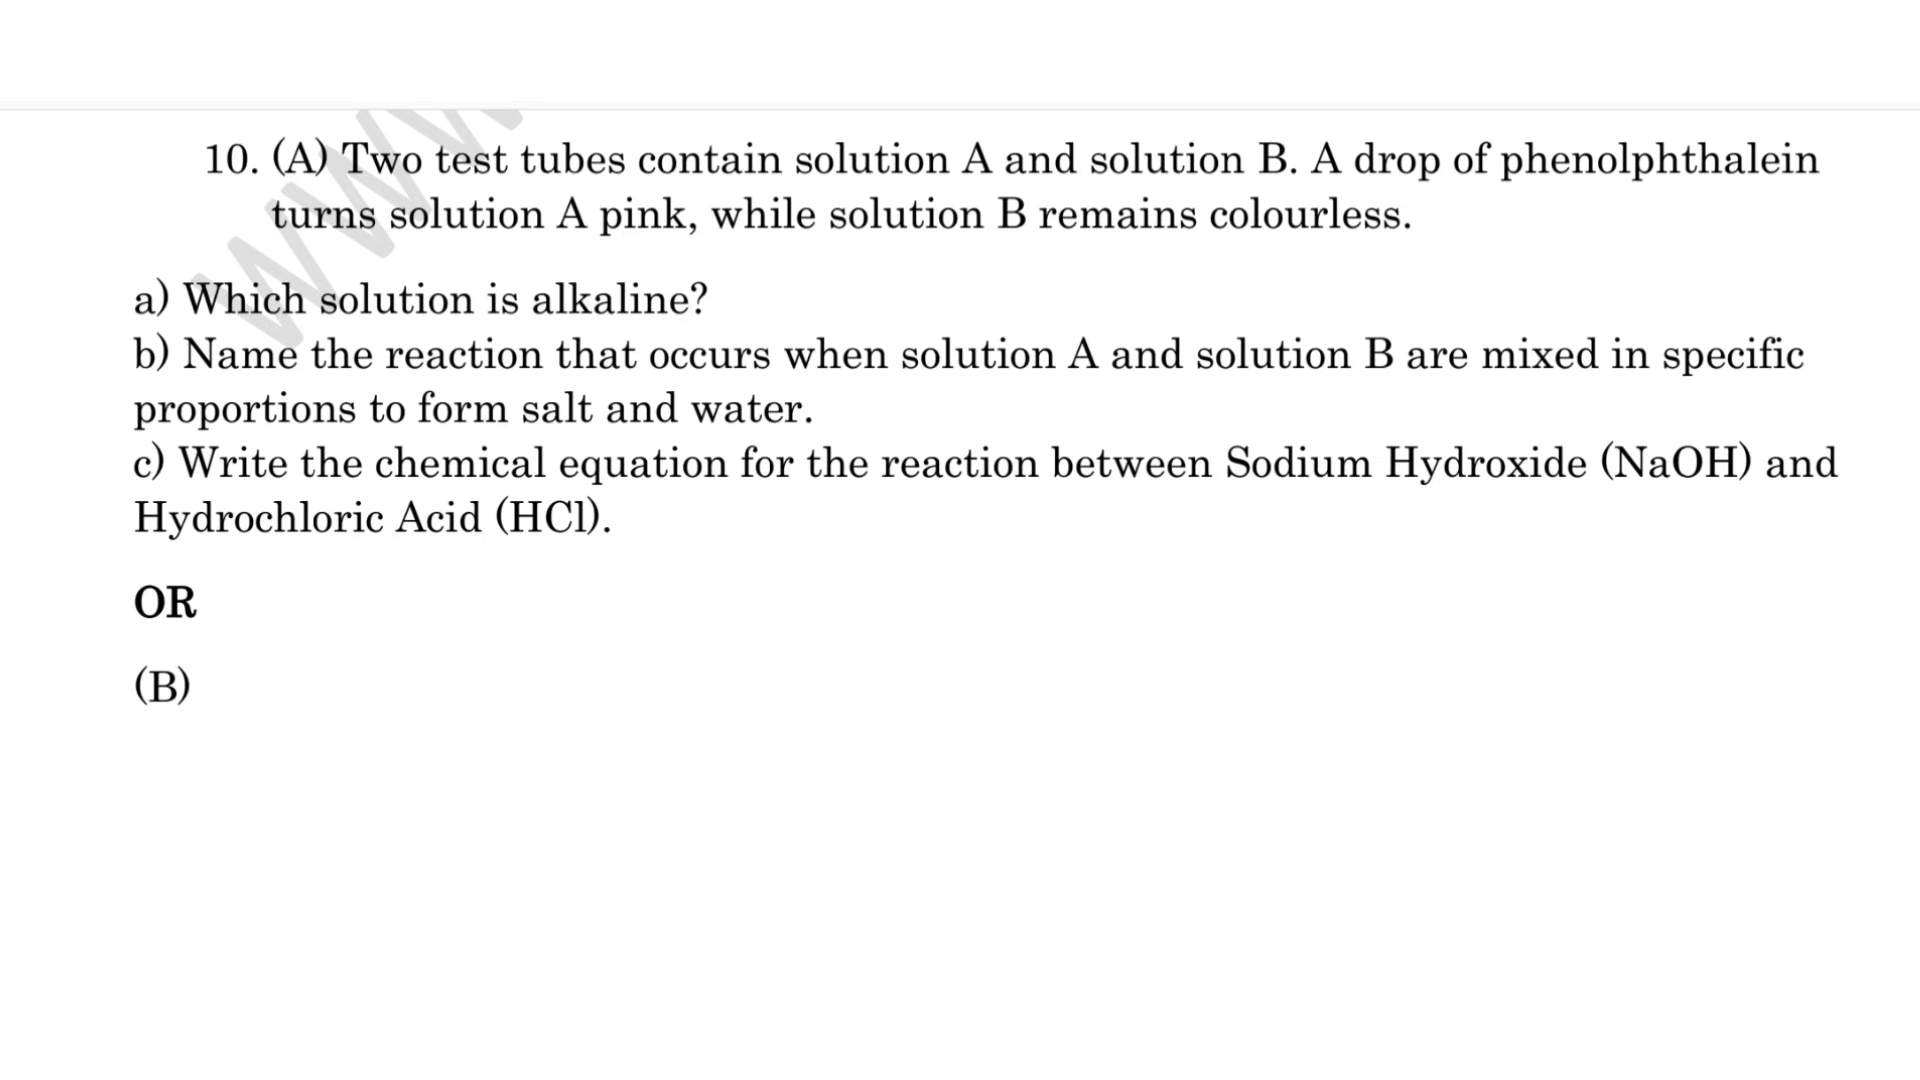 10. (A) Two test tubes contain solution A and solution B. A drop of phenolphthalein
turns solution A pink, while solution B remains colourless.
a) Which solution is alkaline?
b) Name the reaction that occurs when solution A and solution B are mixed in specific
proportions to form salt and water.
c) Write the chemical equation for the reaction between Sodium Hydroxide (NaOH) and
Hydrochloric Acid (HCl).
OR
(B)